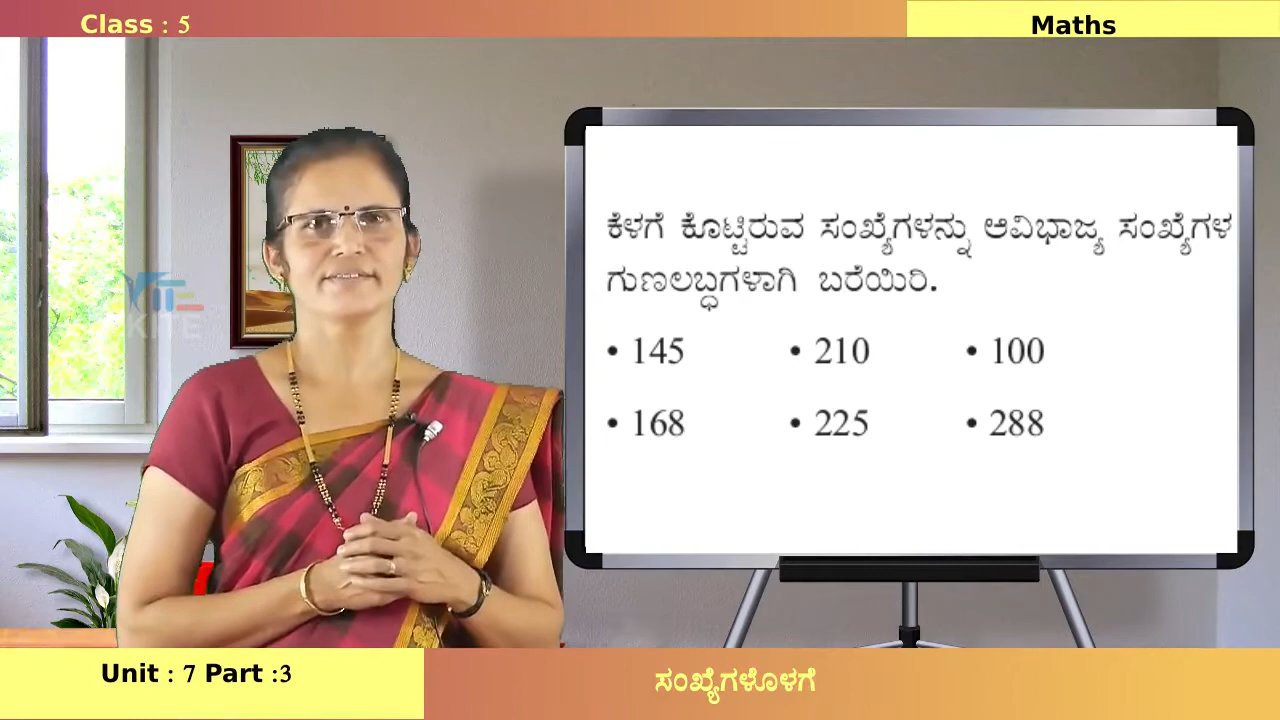 Class : 5
Maths
KITE
ಕೆಳಗೆ ಕೊಟ್ಟಿರುವ ಸಂಖ್ಯೆಗಳನ್ನು ಅವಿಭಾಜ್ಯ ಸಂಖ್ಯೆಗಳ
ಗುಣಲಬ್ಧಗಳಾಗಿ ಬರೆಯಿರಿ.
• 145 • 210 • 100
• 168 • 225 • 288
Unit : 7 Part :3
ಸಂಖ್ಯೆಗಳೊಳಗೆ